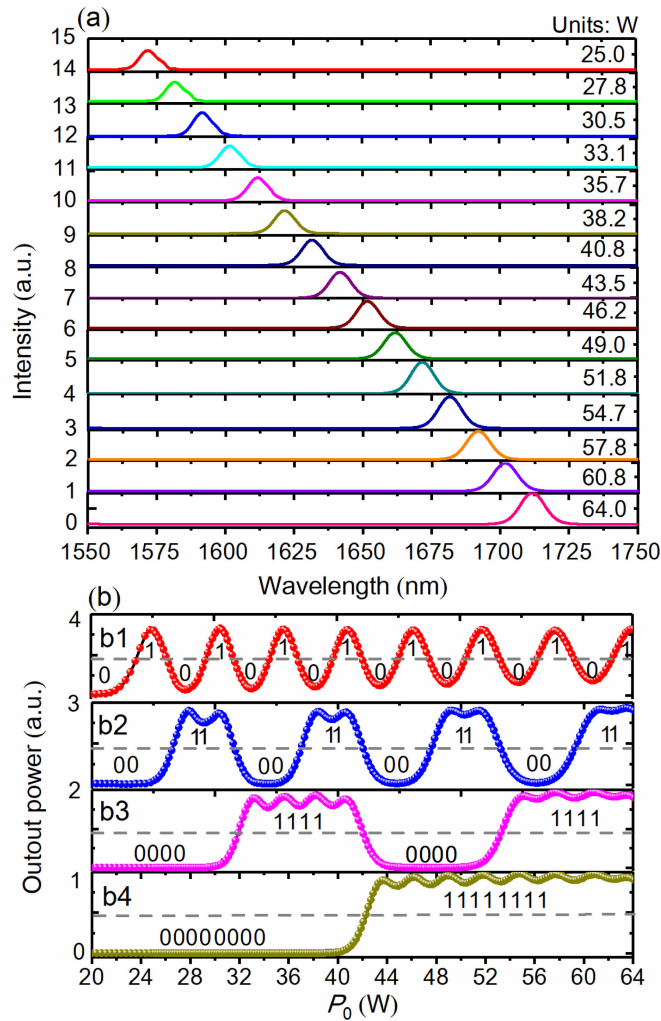 (a)
Units: W
15
25.0
14
27.8
13
30.5
12
33.1
11
35.7
10
38.2
9
40.8
8
43.5
7
46.2
6
49.0
5
51.8
4
54.7
3
57.8
2
60.8
1
64.0
0
Intensity (a.u.)
1550 1575 1600 1625 1650 1675 1700 1725 1750
Wavelength (nm)
(b)
4
b1
0 1 0 1 0 1 0 1 0 1 0 1 0 1 0 1
3
b2
00 11 00 11 00 11 00 11
2
b3
0000 1111 0000 1111
1
b4
00000000 11111111
0
Outout power (a.u.)
20 24 28 32 36 40 44 48 52 56 60 64
P0 (W)